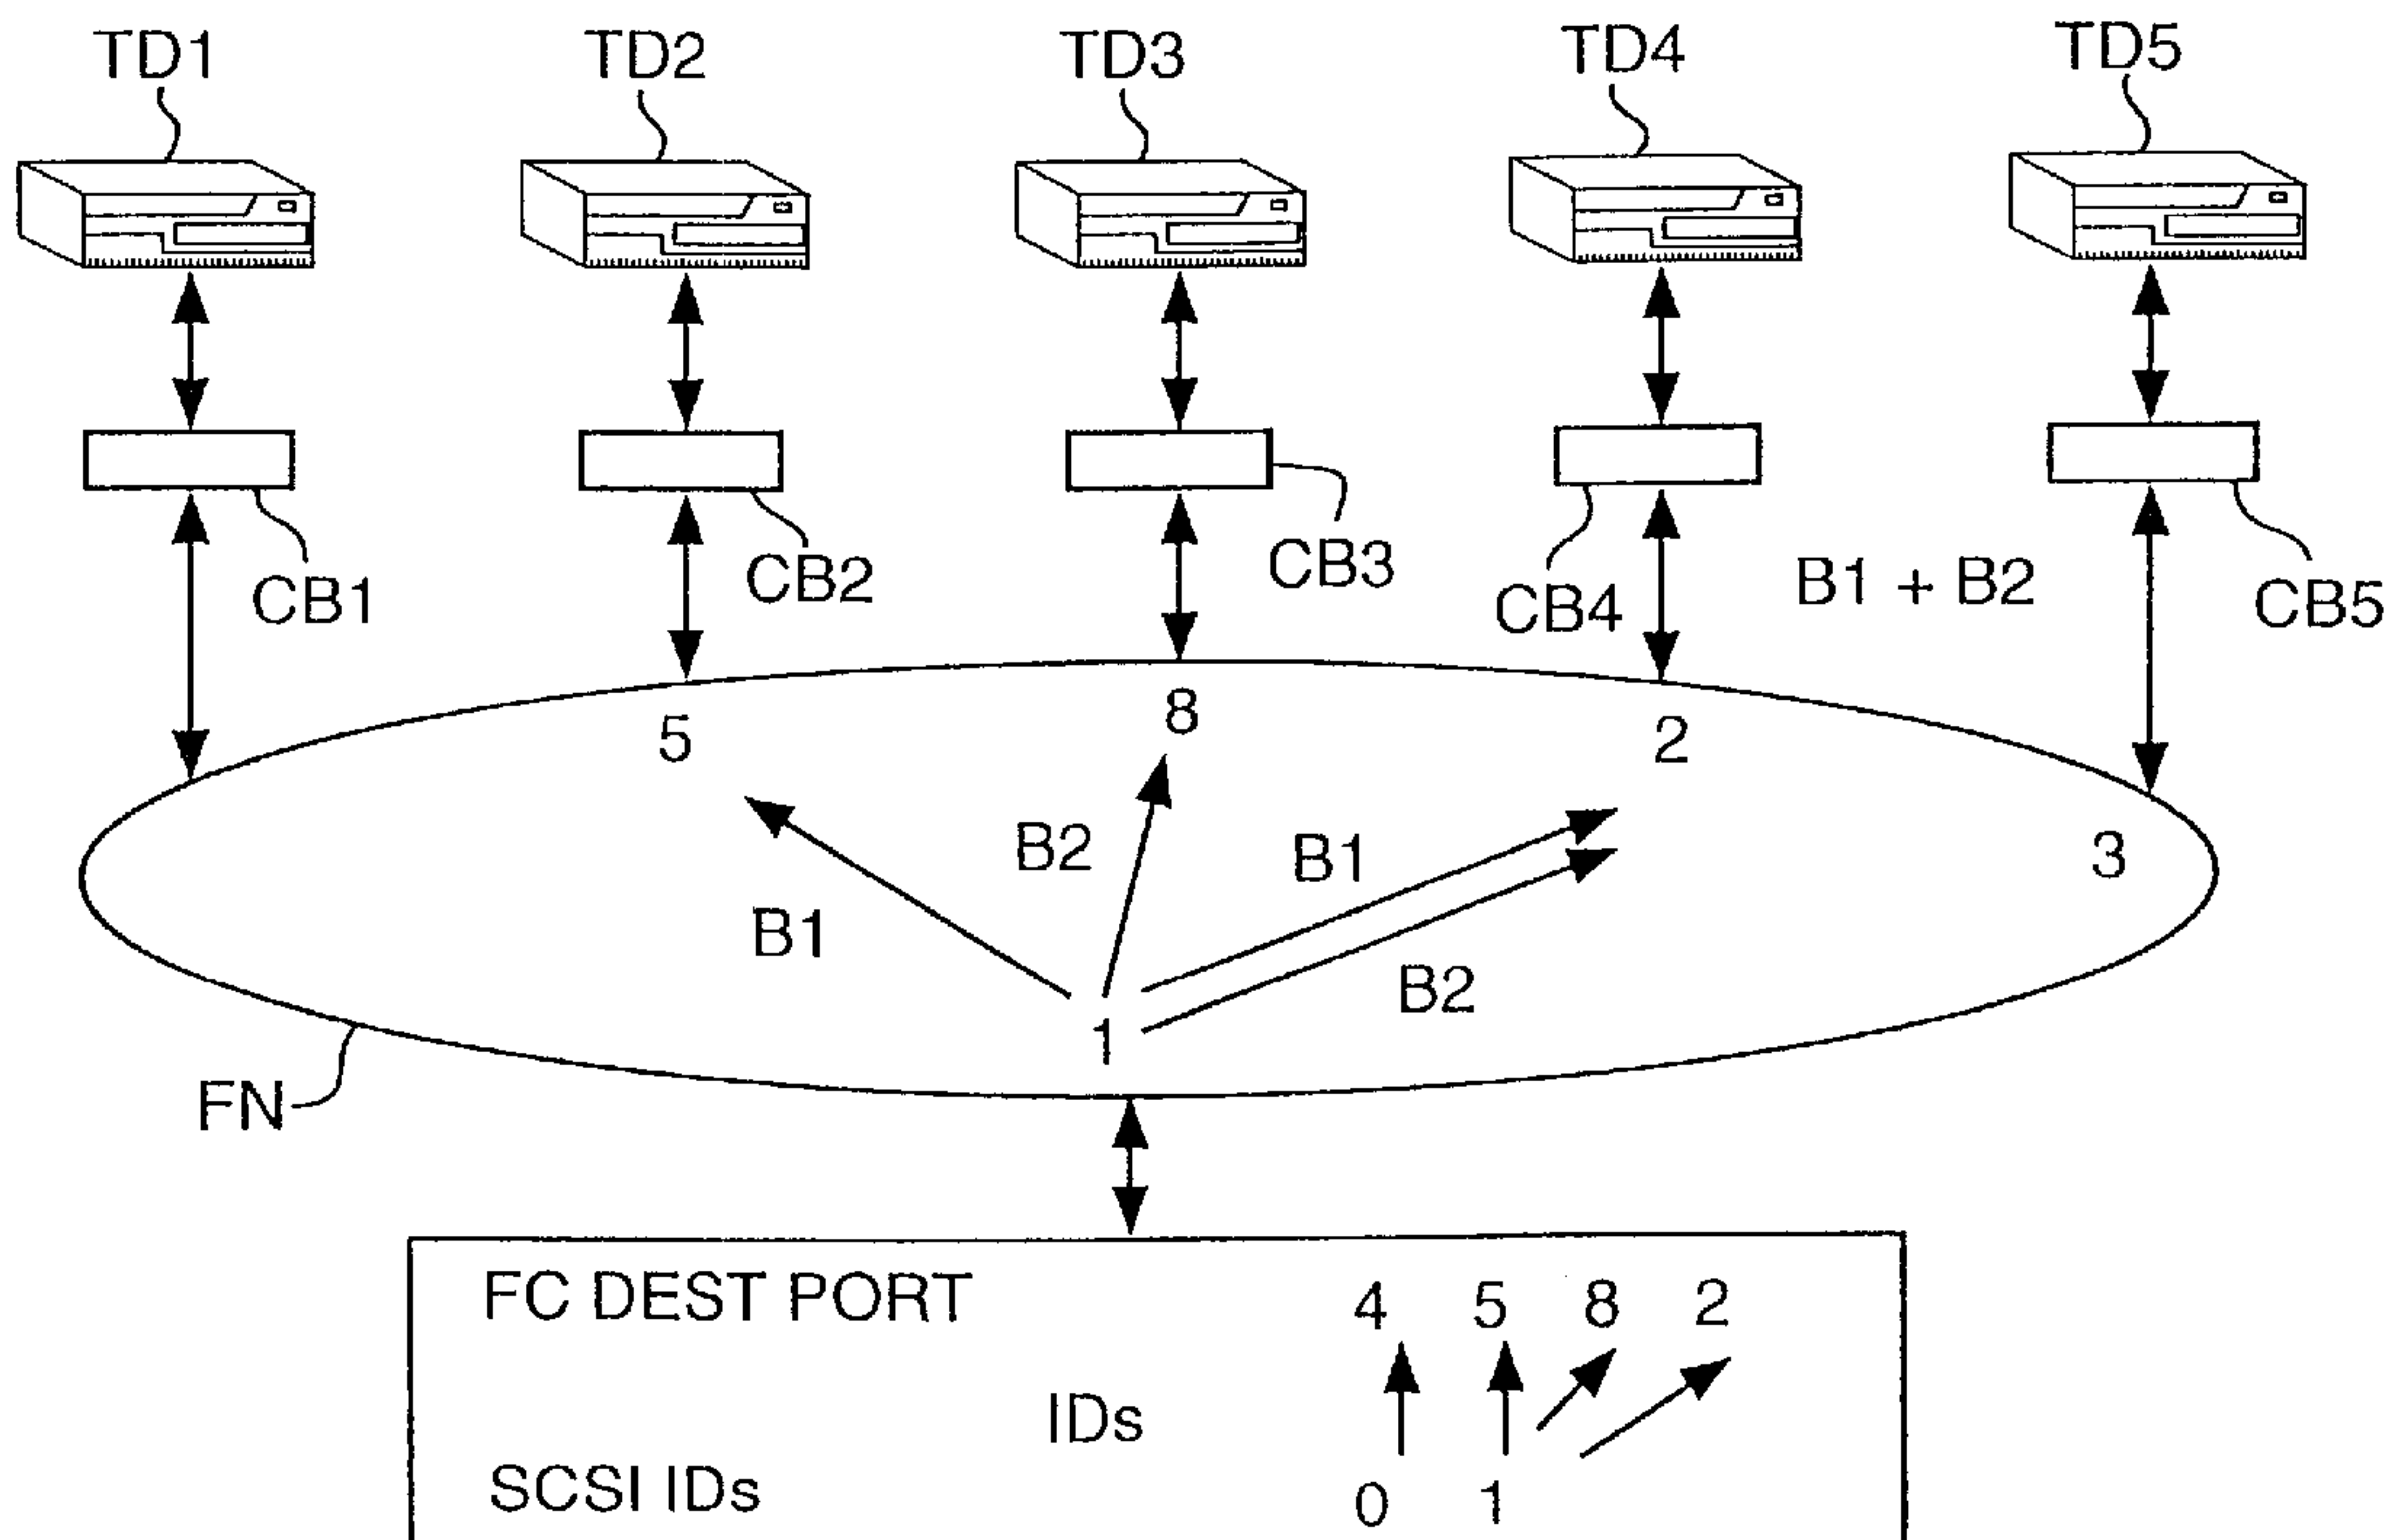 TD1 TD2 TD3 TD4 TD5
CB1 CB2 CB3 CB4 B1 + B2 CB5
5 8 2
B2 B1 3
B1 B2
1
FN
FC DEST PORT 4 5 8 2
IDs
SCSI IDs 0 1